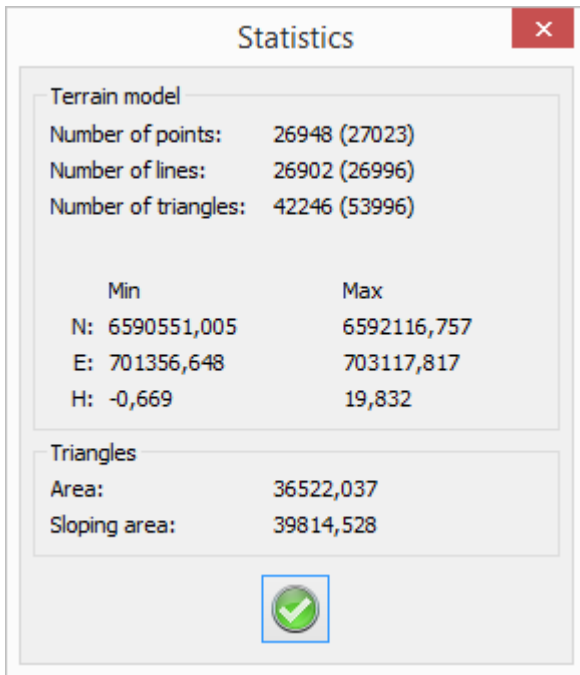 Statistics
Terrain model
Number of points: 26948 (27023)
Number of lines: 26902 (26996)
Number of triangles: 42246 (53996)
Min Max
N: 6590551,005 6592116,757
E: 701356,648 703117,817
H: -0,669 19,832
Triangles
Area: 36522,037
Sloping area: 39814,528